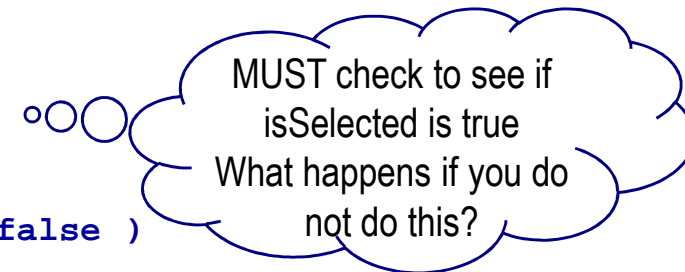 MUST check to see if
isSelected is true
What happens if you do
not do this?
false )